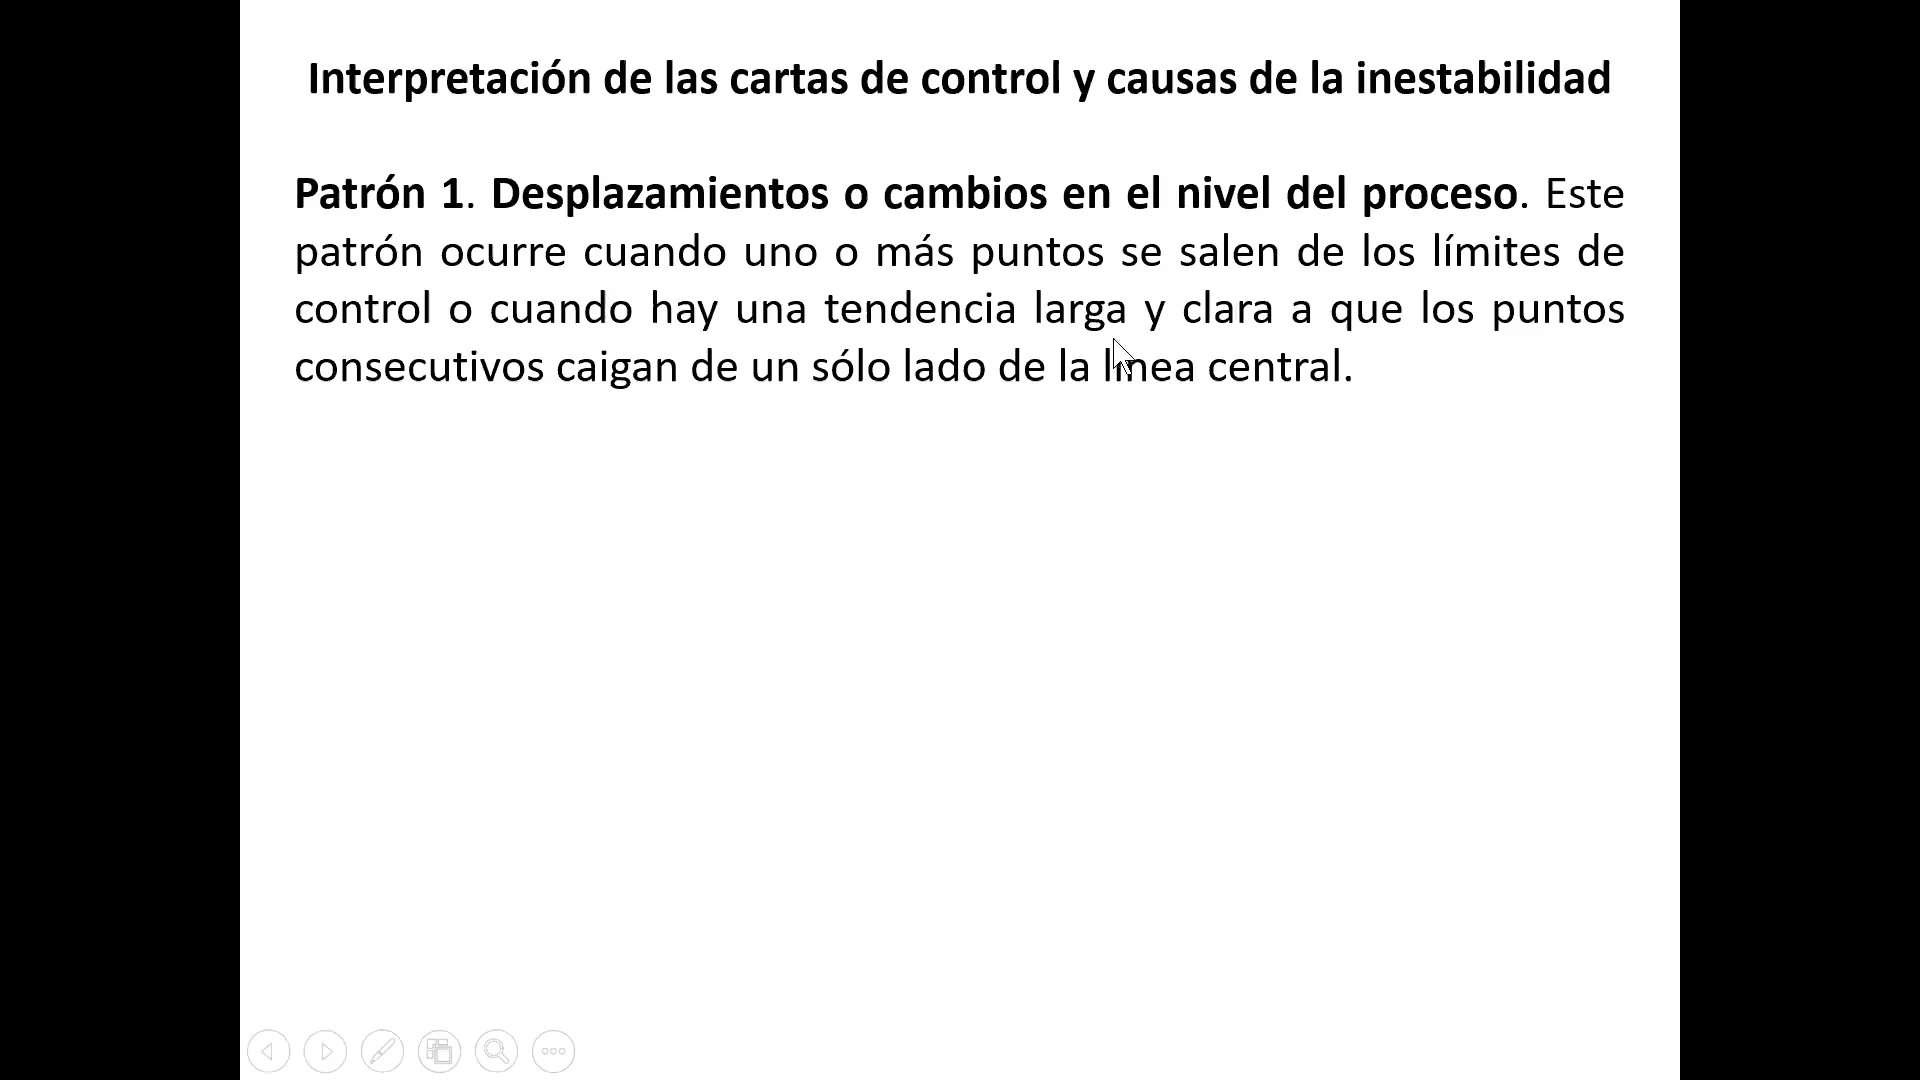 Interpretación de las cartas de control y causas de la inestabilidad
Patrón 1. Desplazamientos o cambios en el nivel del proceso. Este
patrón ocurre cuando uno o más puntos se salen de los límites de
control o cuando hay una tendencia larga y clara a que los puntos
consecutivos caigan de un sólo lado de la línea central.